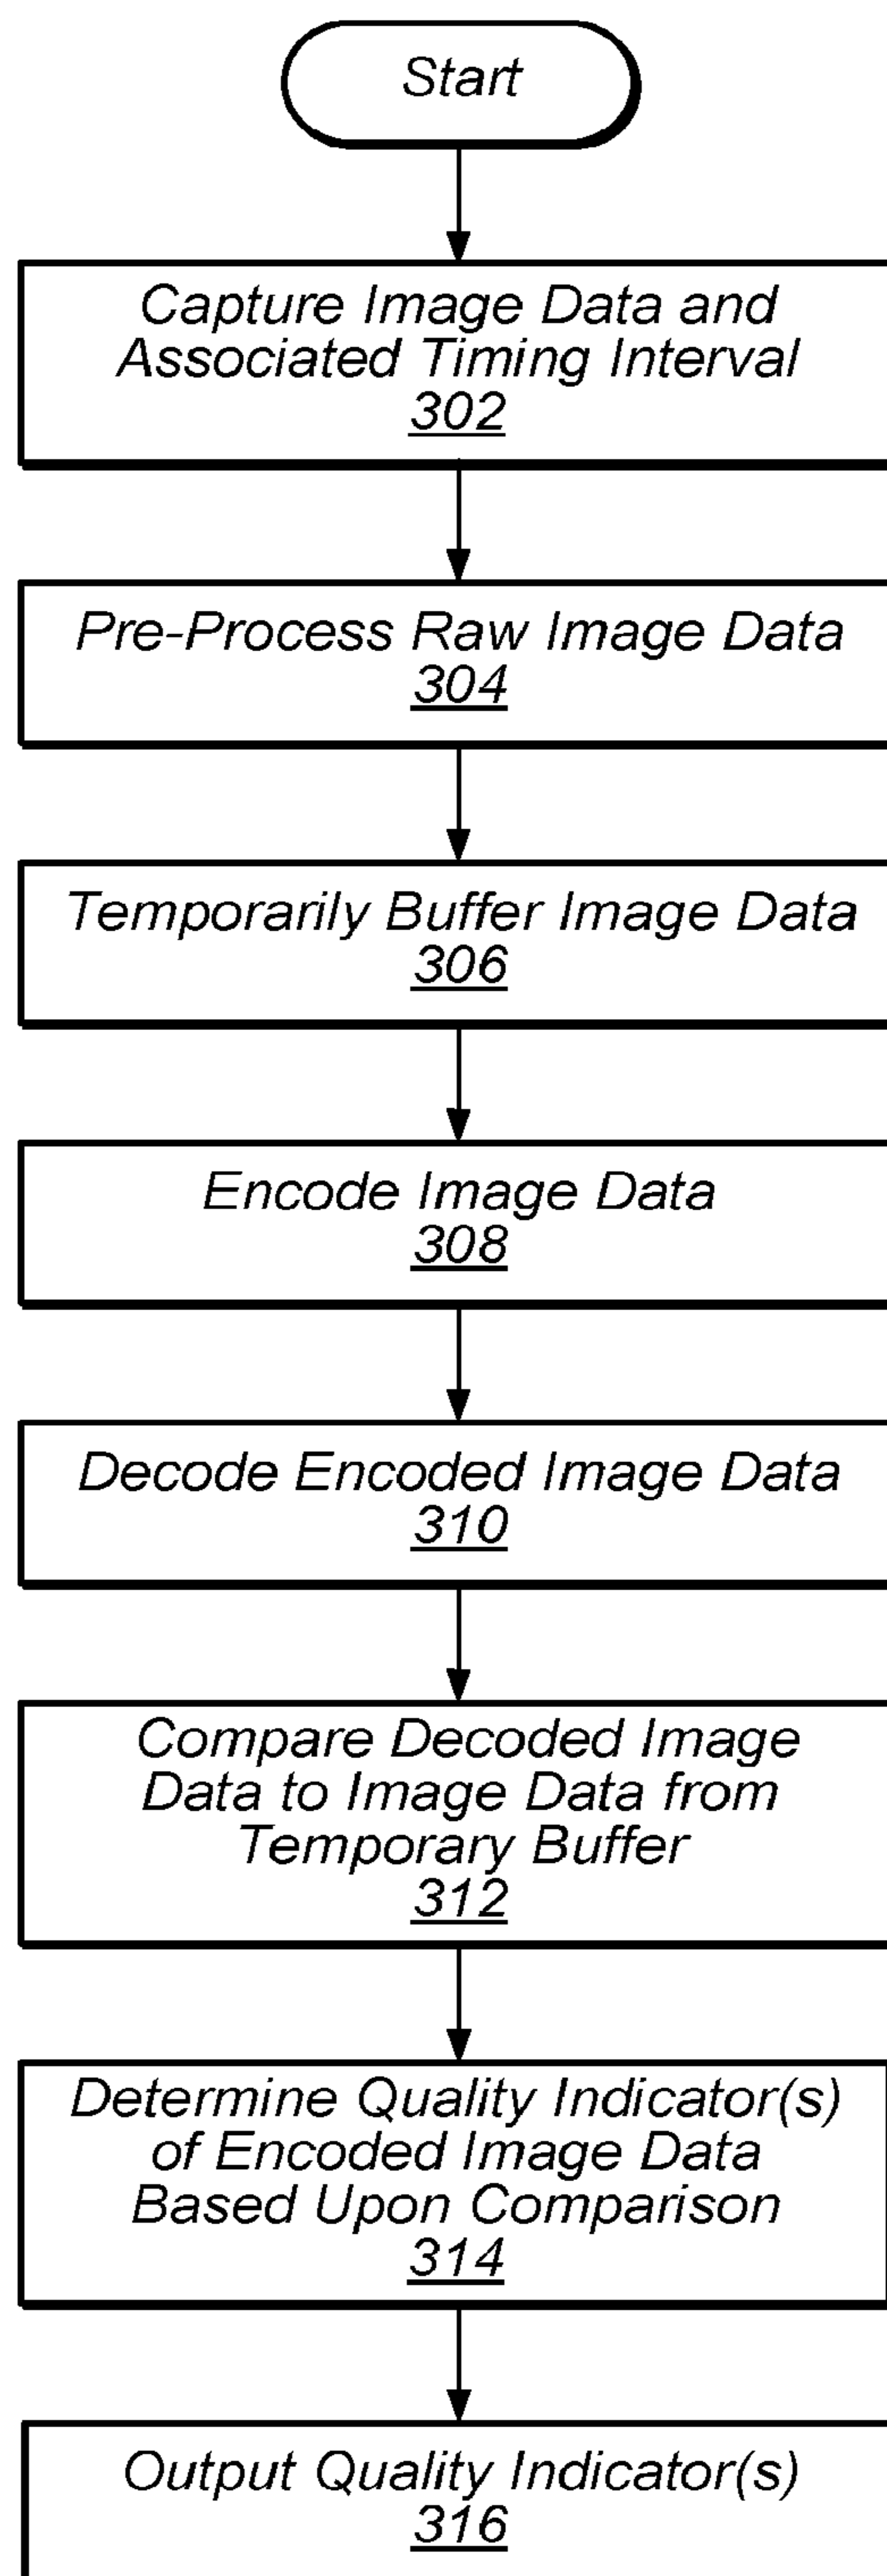 Start
Capture Image Data and
Associated Timing Interval
302
Pre-Process Raw Image Data
304
Temporarily Buffer Image Data
306
Encode Image Data
308
Decode Encoded Image Data
310
Compare Decoded Image
Data to Image Data from
Temporary Buffer
312
Determine Quality Indicator(s)
of Encoded Image Data
Based Upon Comparison
314
Output Quality Indicator(s)
316